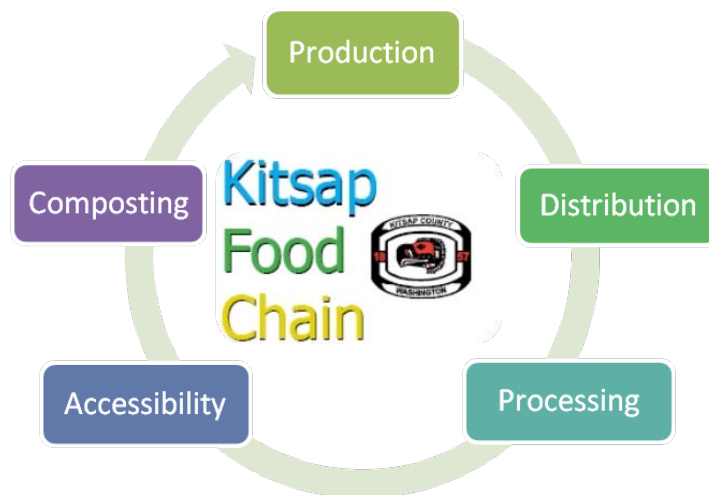 Production
Distribution
Processing
Accessibility
Composting
Kitsap
Food
Chain
KITSAP COUNTY
18 57
WASHINGTON